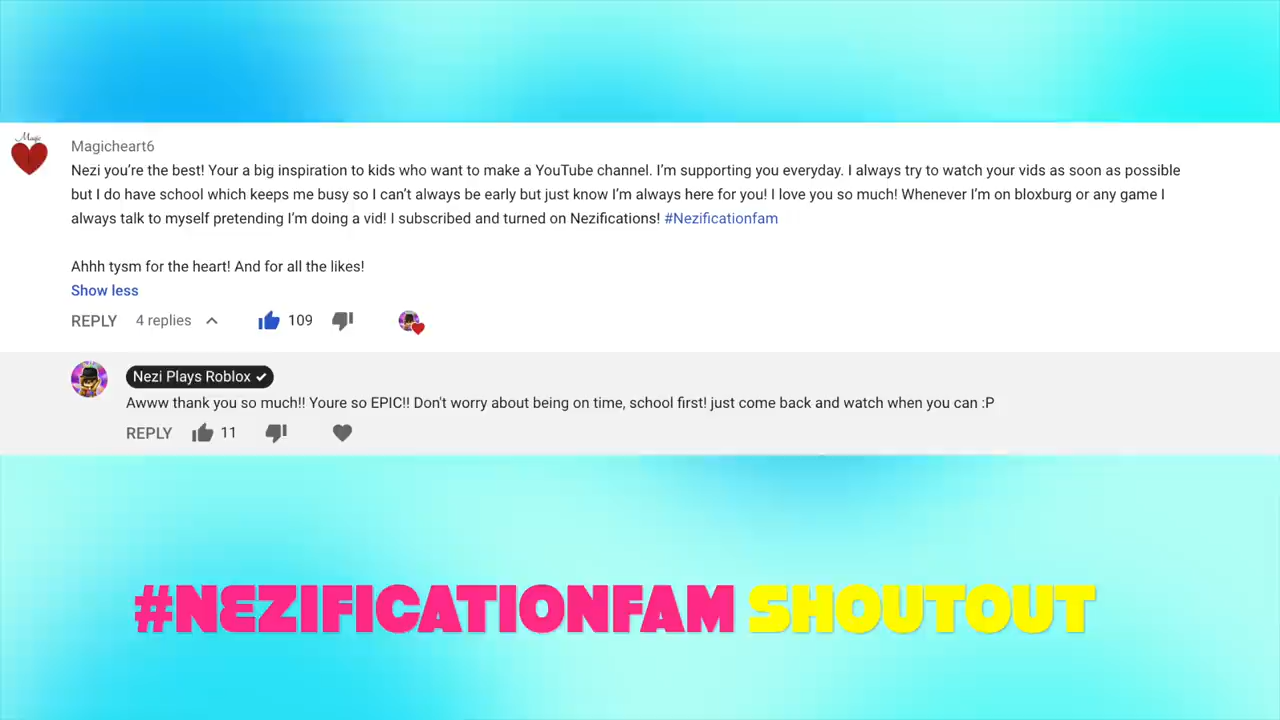 Magic
Magicheart6
Nezi you're the best! Your a big inspiration to kids who want to make a YouTube channel. I'm supporting you everyday. I always try to watch your vids as soon as possible
but I do have school which keeps me busy so I can't always be early but just know I'm always here for you! I love you so much! Whenever I'm on bloxburg or any game I
always talk to myself pretending I'm doing a vid! I subscribed and turned on Nezifications! #Nezificationfam
Ahhh tysm for the heart! And for all the likes!
Show less
REPLY 4 replies 109
Nezi Plays Roblox
Awww thank you so much!! Youre so EPIC!! Don't worry about being on time, school first! just come back and watch when you can :P
REPLY 11
#NEZIFICATIONFAM SHOUTOUT